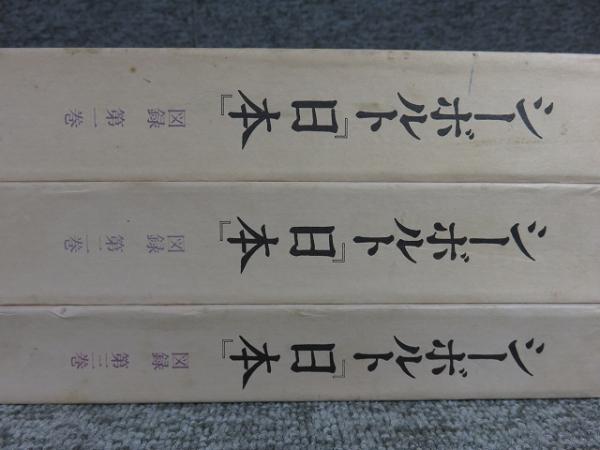 シーボルト『日本』
図録 第一巻
シーボルト『日本』
図録 第二巻
シーボルト『日本』
図録 第三巻